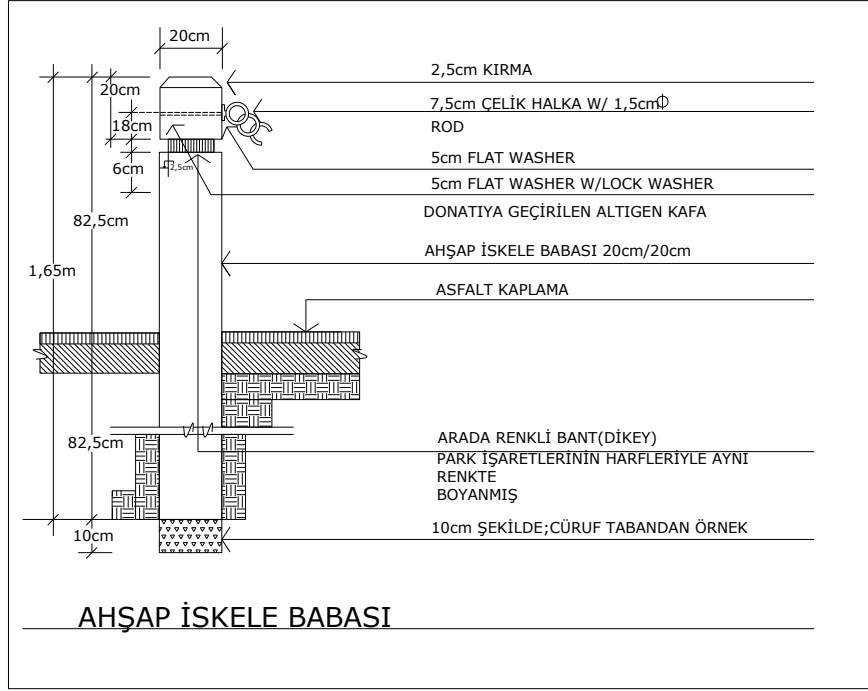 20cm
2,5cm KIRMA
20cm
7,5cm ÇELİK HALKA W/ 1,5cmΦ
ROD
18cm
5cm FLAT WASHER
6cm
2,5cm
5cm FLAT WASHER W/LOCK WASHER
DONATIYA GEÇİRİLEN ALTIGEN KAFA
82,5cm
AHŞAP İSKELE BABASI 20cm/20cm
1,65m
ASFALT KAPLAMA
82,5cm
ARADA RENKLİ BANT(DİKEY)
PARK İŞARETLERİNİN HARFLERİYLE AYNI
RENKTE
BOYANMIŞ
10cm
10cm ŞEKİLDE;CÜRUF TABANDAN ÖRNEK
AHŞAP İSKELE BABASI